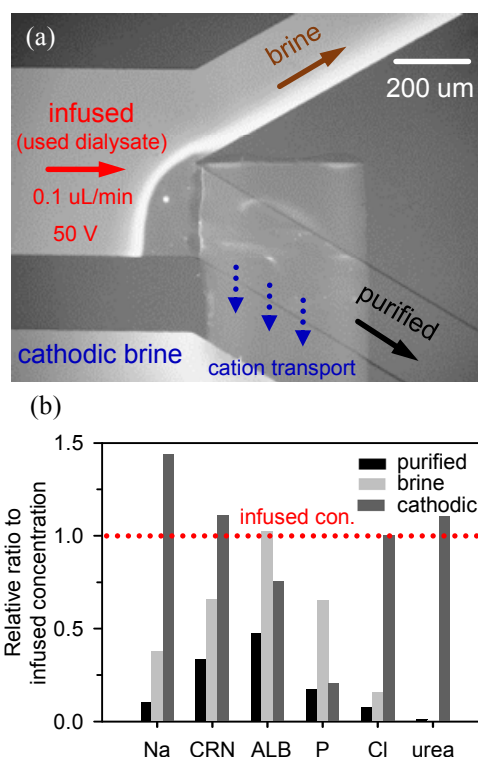 (a)
brine
200 um
infused
(used dialysate)
0.1 uL/min
50 V
purified
cathodic brine
cation transport
(b)
Relative ratio to
infused concentration
1.5
1.0
0.5
0.0
purified
brine
cathodic
infused con.
Na CRN ALB P Cl urea